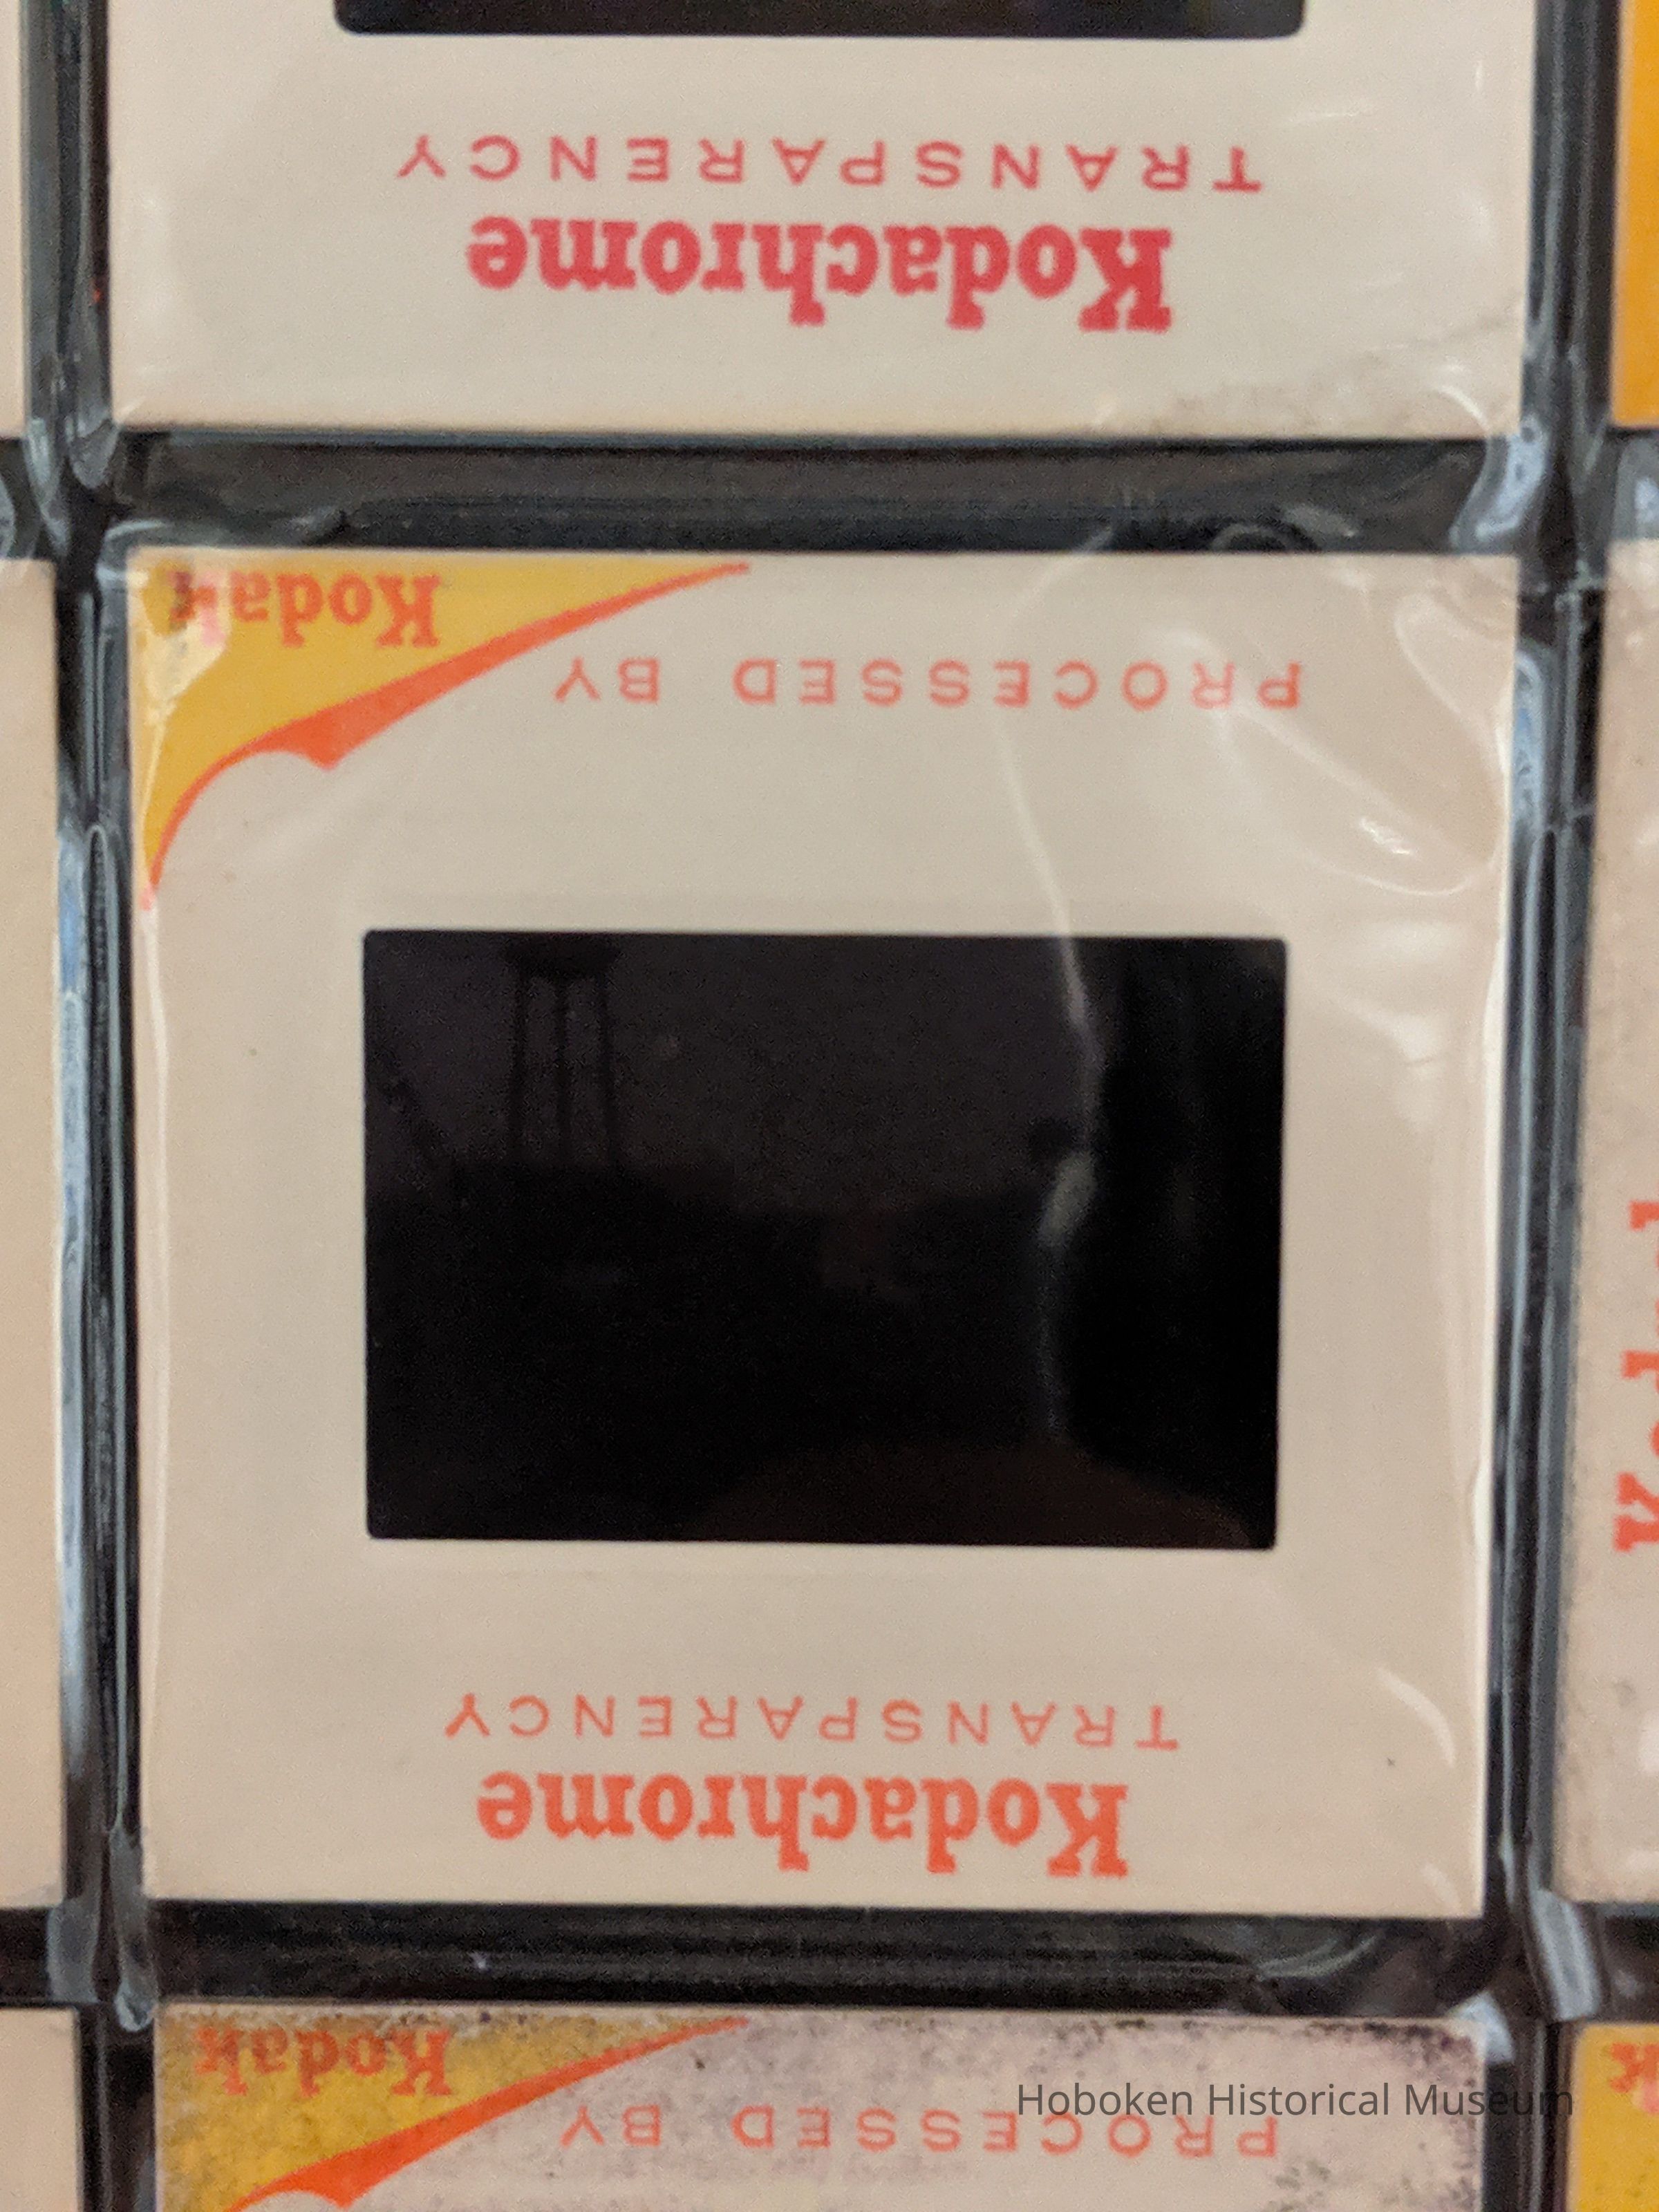 TRANSPARENCY
Kodachrome
Kodak
PROCESSED BY
TRANSPARENCY
Kodachrome
Kodak
PROCESSED BY
Hoboken Historical Museum